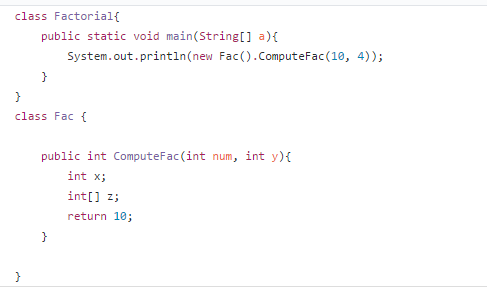 class Factorial{
    public static void main(String[] a){
        System.out.println(new Fac().ComputeFac(10, 4));
    }
}
class Fac {

    public int ComputeFac(int num, int y){
        int x;
        int[] z;
        return 10;
    }

}